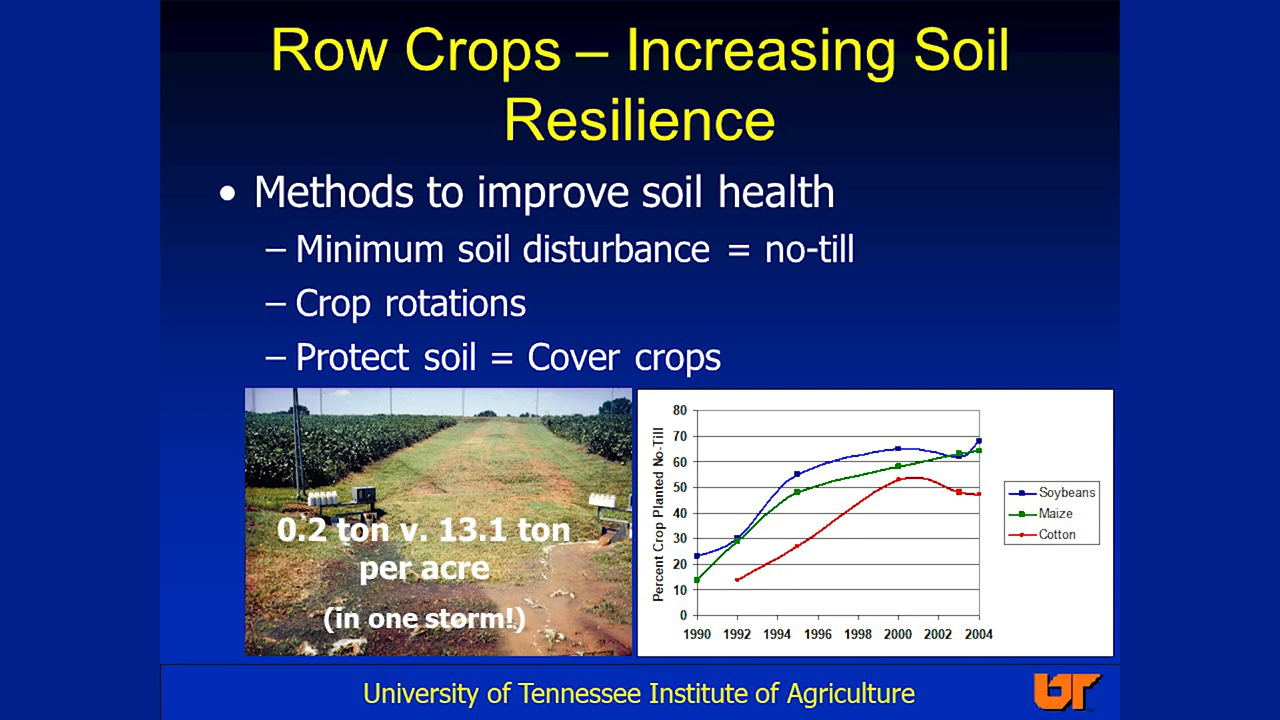 Row Crops – Increasing Soil
Resilience
• Methods to improve soil health
– Minimum soil disturbance = no-till
– Crop rotations
– Protect soil = Cover crops
0.2 ton v. 13.1 ton
per acre
(in one storm!)
Percent Crop Planted No-Till
80
70
60
50
40
30
20
10
0
1990 1992 1994 1996 1998 2000 2002 2004
Soybeans
Maize
Cotton
University of Tennessee Institute of Agriculture
UT